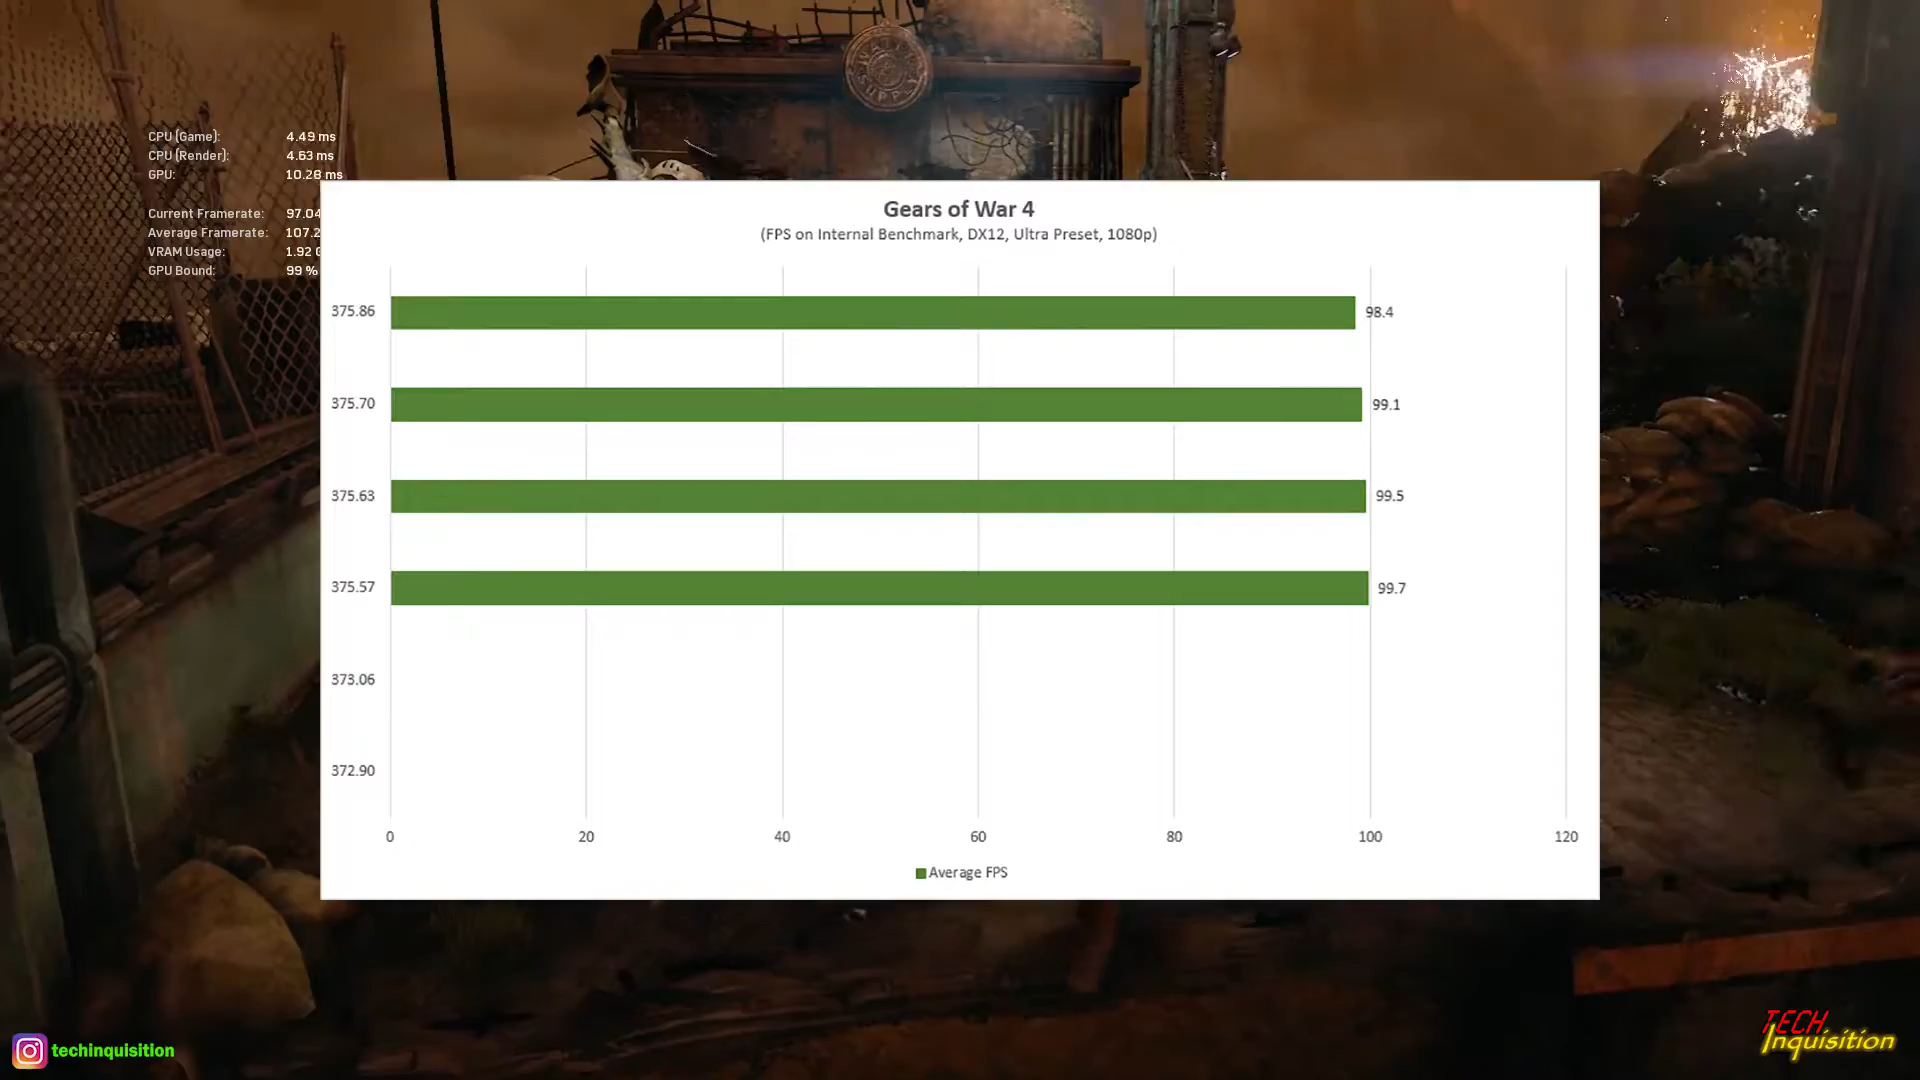 CPU (Game): 4.49 ms
CPU (Render): 4.63 ms
GPU: 10.28 ms
Current Framerate: 97.04
Average Framerate: 107.2
VRAM Usage: 1.92
GPU Bound: 99 %
Gears of War 4
(FPS on Internal Benchmark, DX12, Ultra Preset, 1080p)
375.86 98.4
375.70 99.1
375.63 99.5
375.57 99.7
373.06
372.90
0 20 40 60 80 100 120
Average FPS
techinquisition
TECH
Inquisition